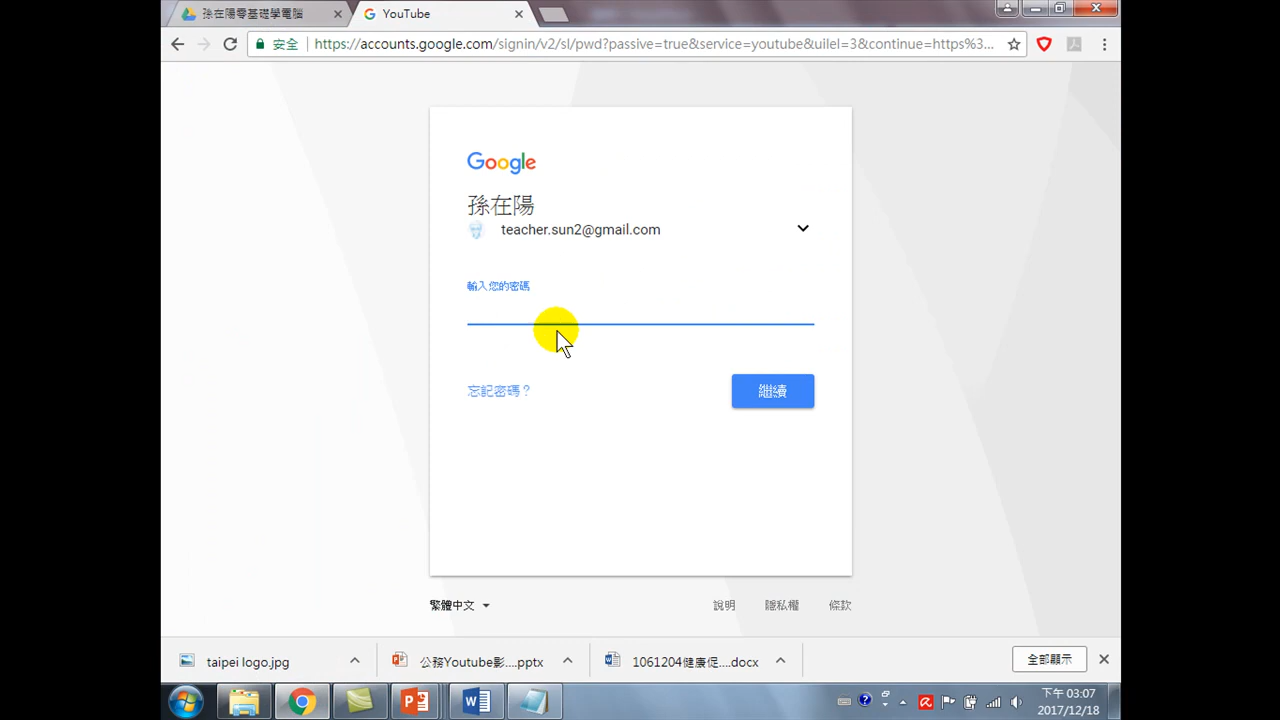 孫在陽零基礎學電腦
YouTube
安全
https://accounts.google.com/signin/v2/sl/pwd?passive=true&service=youtube&uilel=3&continue=https%3...
Google
孫在陽
teacher.sun2@gmail.com
輸入您的密碼
忘記密碼？
繼續
繁體中文
說明
隱私權
條款
taipei logo.jpg
公務Youtube影....pptx
1061204健康促....docx
全部顯示
下午 03:07
2017/12/18